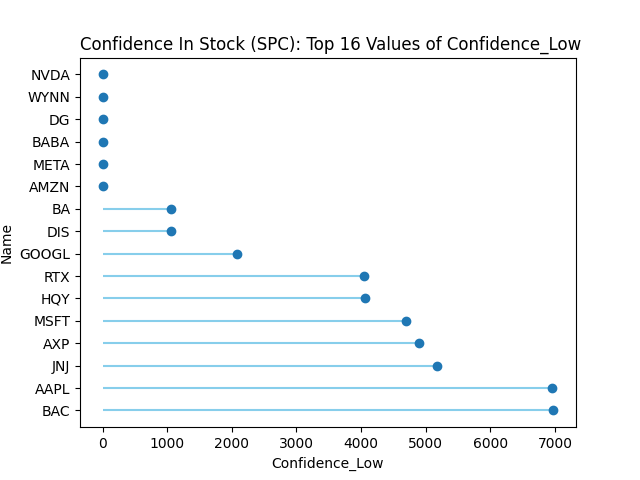 Confidence In Stock (SPC): Top 16 Values of Confidence_Low
NVDA
WYNN
DG
BABA
META
AMZN
BA
DIS
GOOGL
RTX
HQY
MSFT
AXP
JNJ
AAPL
BAC
Name
0 1000 2000 3000 4000 5000 6000 7000
Confidence_Low